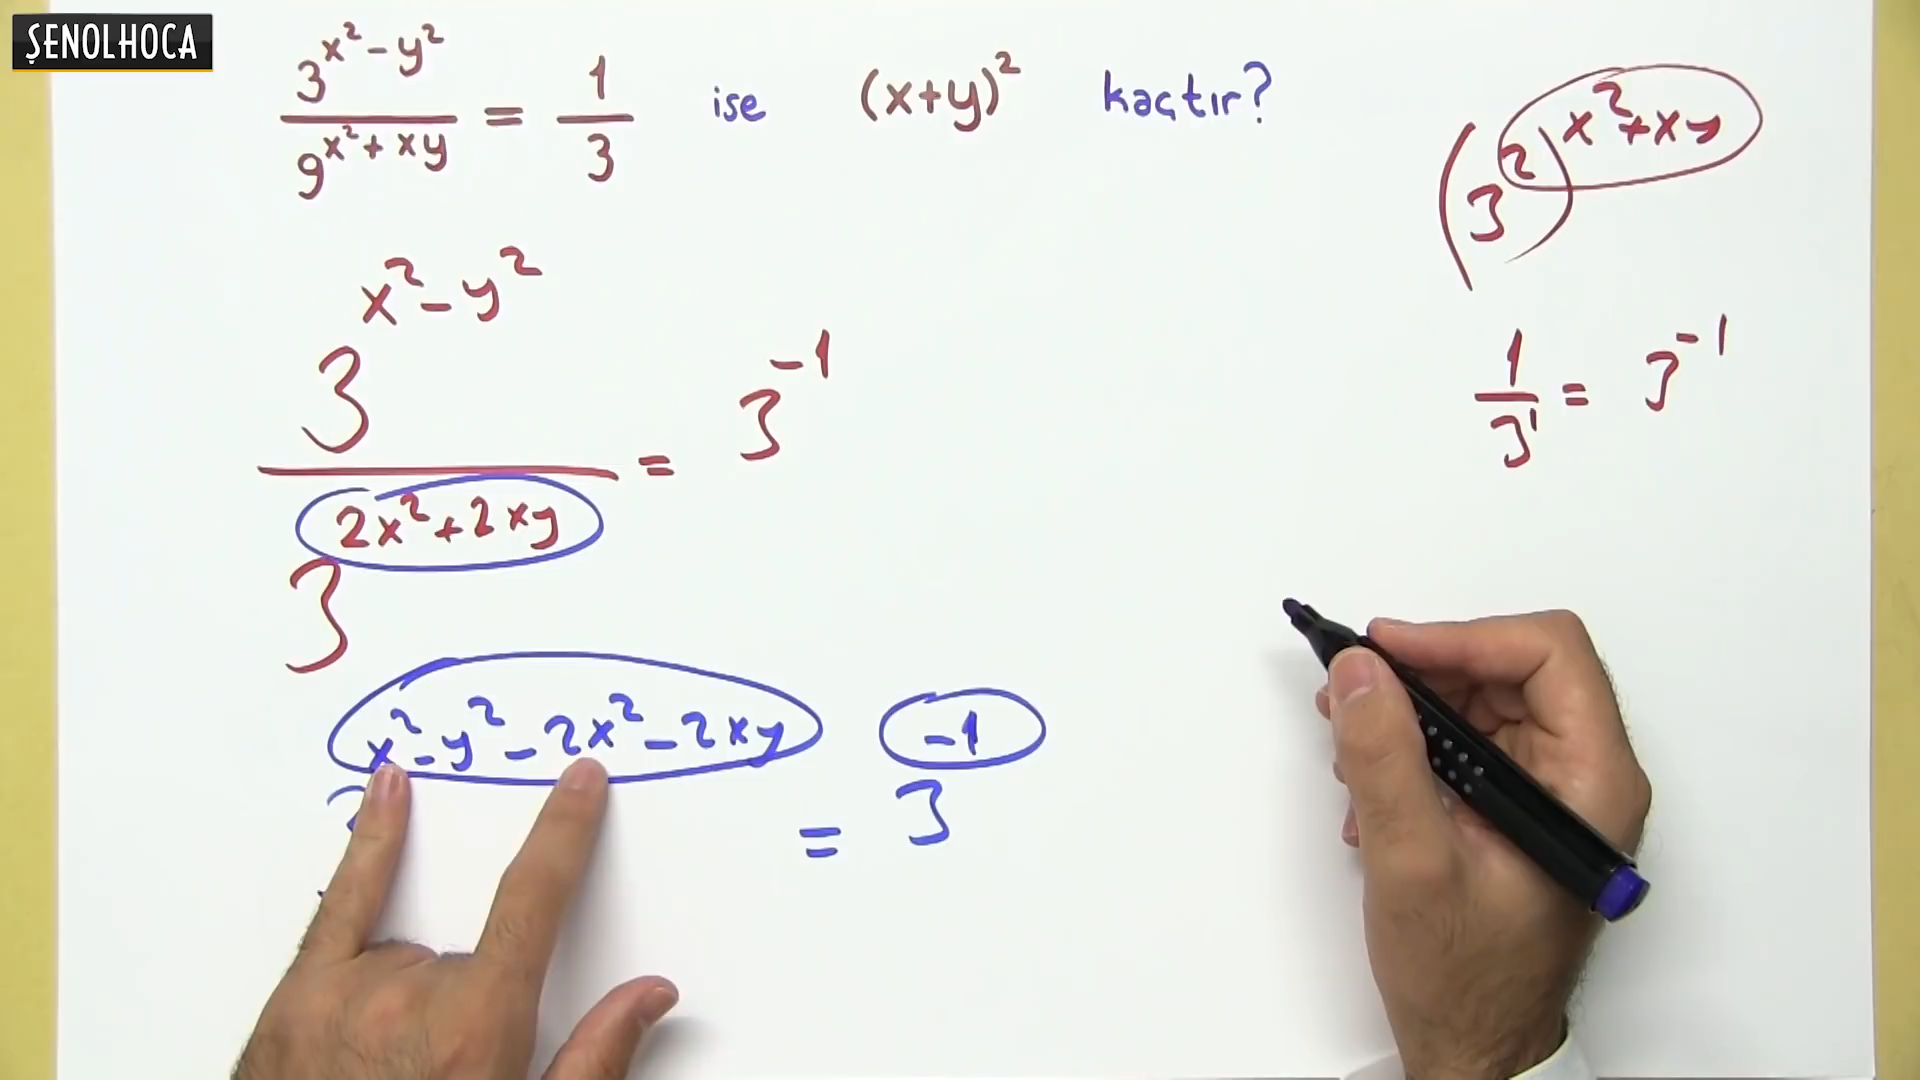 ŞENOLHOCA
3^(x²-y²) / 9^(x²+xy) = 1/3 ise (x+y)² kaçtır?
(3²)^(x²+xy)
3^(x²-y²) / 3^(2x²+2xy) = 3^(-1)
1/3¹ = 3^(-1)
x²-y²-2x²-2xy = 3^(-1)